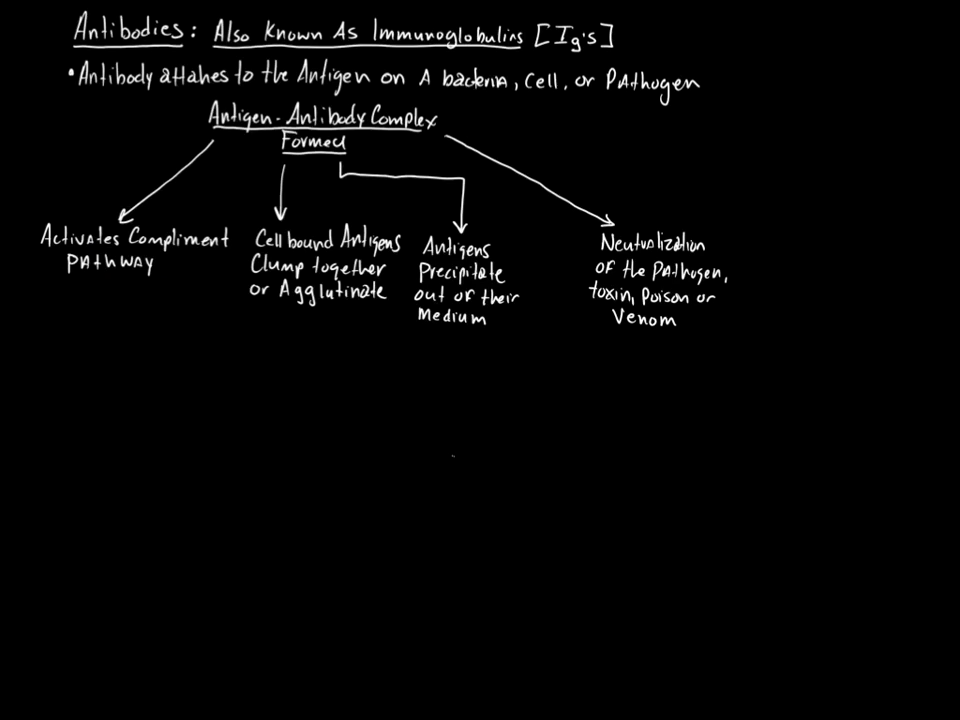 Antibodies: Also Known As Immunoglobulins [Ig's]
•Antibody attahes to the Antigen on A bacteria, Cell, or PAthogen
Antigen-Antibody Complex
Formed
Activates Compliment
PAthWAY
Cell bound Antigens
Clump together
or Agglutinate
Antigens
Precipitate
out of their
Medium
Neutralization
of the PAthogen,
toxin, Poison or
Venom